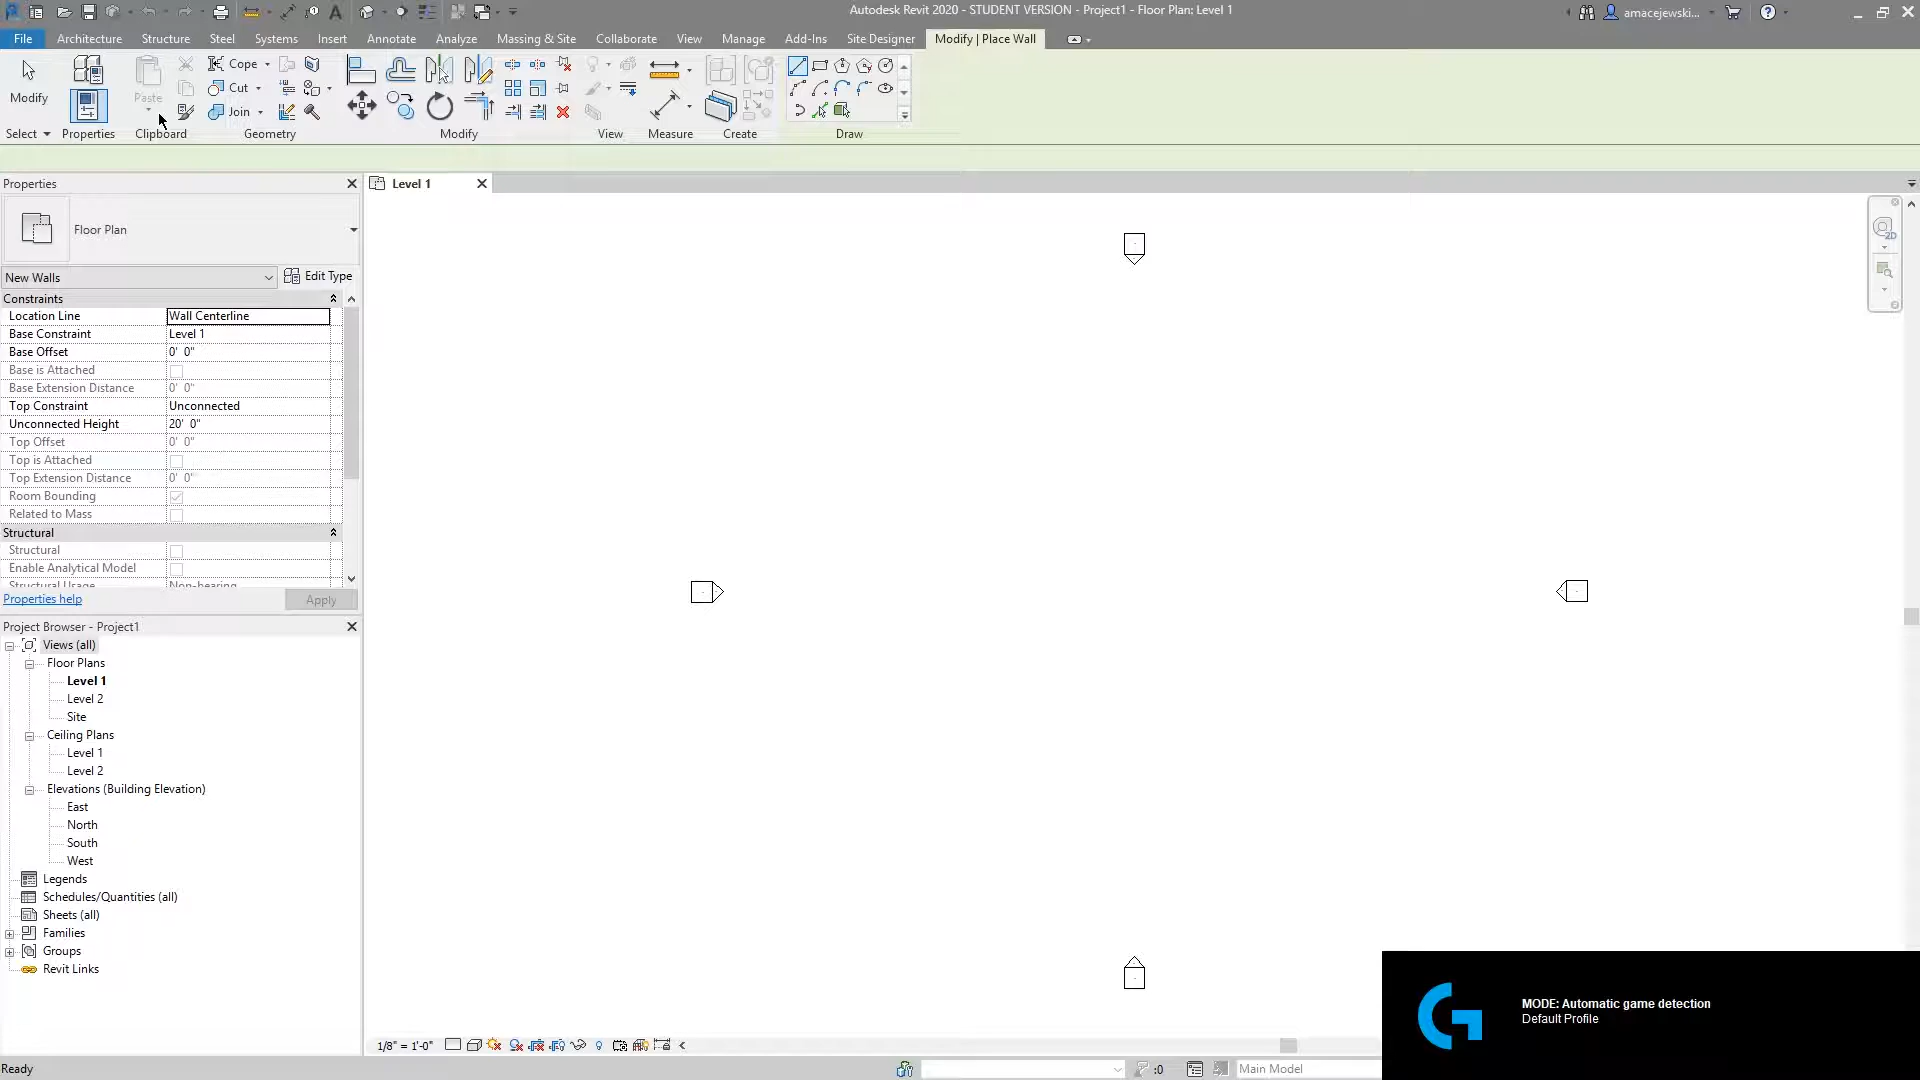 Autodesk Revit 2020 - STUDENT VERSION - Project1 - Floor Plan: Level 1
amacejewski...
File Architecture Structure Steel Systems Insert Annotate Analyze Massing & Site Collaborate View Manage Add-Ins Site Designer Modify | Place Wall
Modify
Paste
Cope
Cut
Join
Select Properties Clipboard Geometry Modify View Measure Create Draw
Properties
Level 1
Floor Plan
New Walls
Edit Type
Constraints
Location Line Wall Centerline
Base Constraint Level 1
Base Offset 0' 0"
Base is Attached
Base Extension Distance 0' 0"
Top Constraint Unconnected
Unconnected Height 20' 0"
Top Offset 0' 0"
Top is Attached
Top Extension Distance 0' 0"
Room Bounding
Related to Mass
Structural
Structural
Enable Analytical Model
Structural Usage Non-bearing
Properties help
Apply
Project Browser - Project1
Views (all)
Floor Plans
Level 1
Level 2
Site
Ceiling Plans
Level 1
Level 2
Elevations (Building Elevation)
East
North
South
West
Legends
Schedules/Quantities (all)
Sheets (all)
Families
Groups
Revit Links
2D
1/8" = 1'-0"
MODE: Automatic game detection
Default Profile
Ready
:0
Main Model